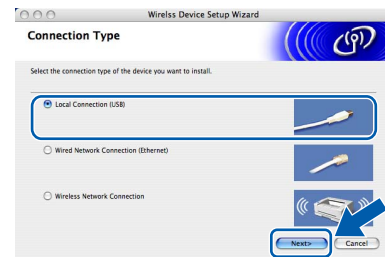 Wirelss Device Setup Wizard
Connection Type
Select the connection type of the device you want to install.
Local Connection (USB)
Wired Network Connection (Ethernet)
Wireless Network Connection
Next>
Cancel